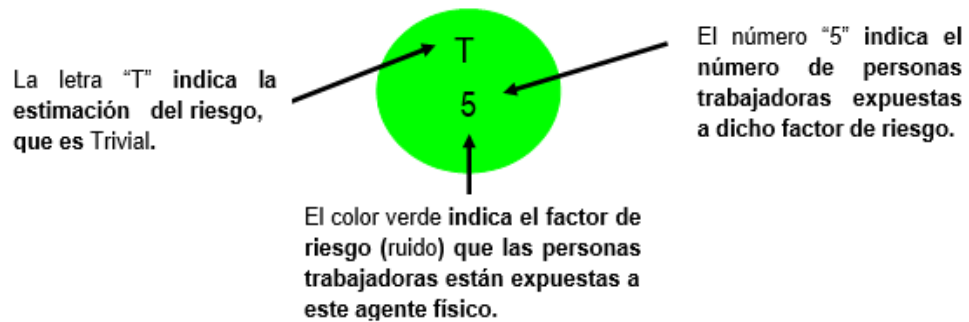 La letra “T” indica la
estimación del riesgo,
que es Trivial.
T
5
El número “5” indica el
número de personas
trabajadoras expuestas
a dicho factor de riesgo.
El color verde indica el factor de
riesgo (ruido) que las personas
trabajadoras están expuestas a
este agente físico.